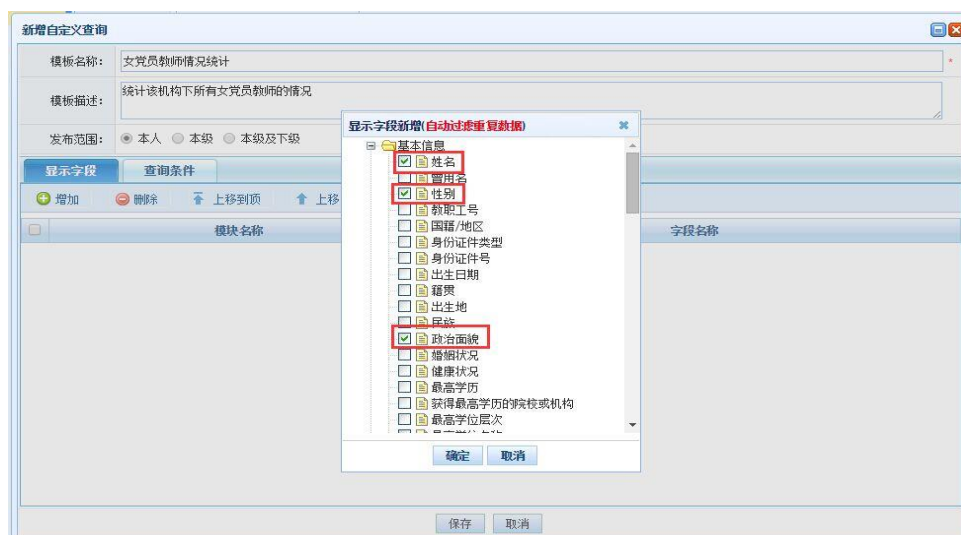 新增自定义查询
模板名称： 女党员教师情况统计 *
模板描述： 统计该机构下所有女党员教师的情况
发布范围： 本人 本级 本级及下级
显示字段 查询条件
增加 删除 上移到顶 上移
模块名称 字段名称
显示字段新增(自动过滤重复数据)
基本信息
姓名
曾用名
性别
教职工号
国籍/地区
身份证件类型
身份证件号
出生日期
籍贯
出生地
民族
政治面貌
婚姻状况
健康状况
最高学历
获得最高学历的院校或机构
最高学位层次
确定 取消
保存 取消